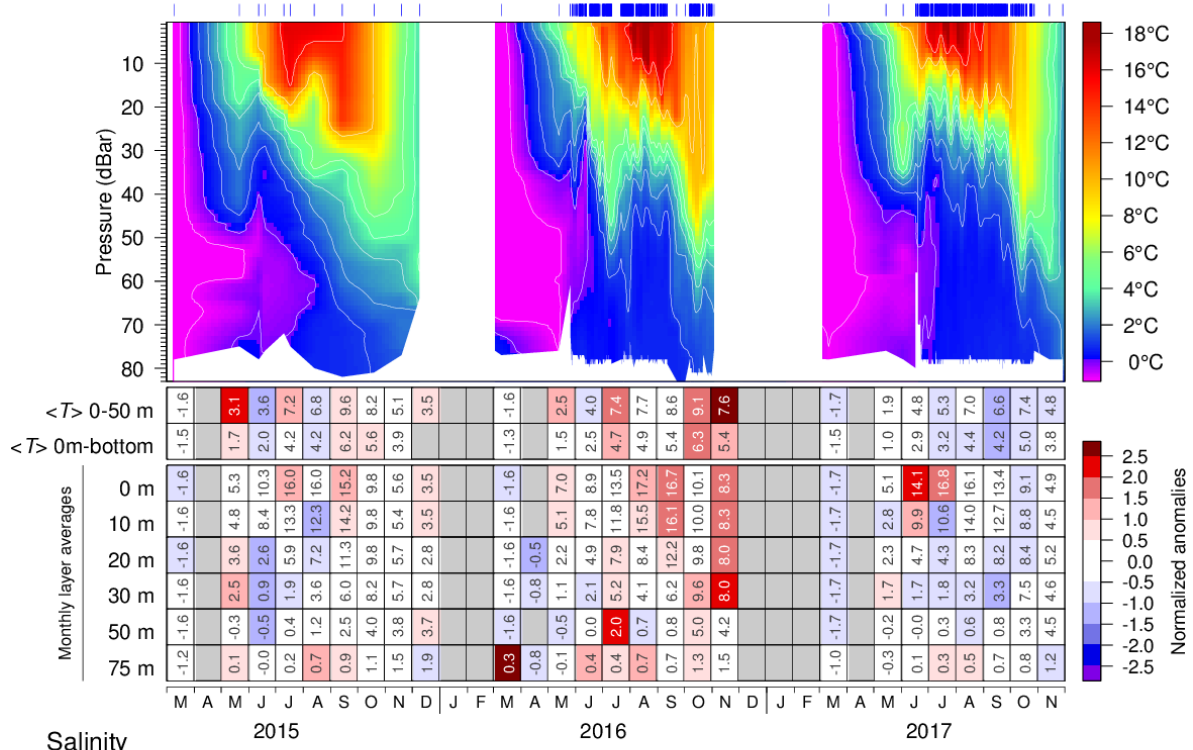 18°C
16°C
14°C
12°C
10°C
8°C
6°C
4°C
2°C
0°C
Pressure (dBar)
10
20
30
40
50
60
70
80
<T> 0-50 m -1.6 3.1 3.6 7.2 6.8 9.6 8.2 5.1 3.5 -1.6 2.5 4.0 7.4 7.7 8.6 9.1 7.6 -1.7 1.9 4.8 5.3 7.0 6.6 7.4 4.8
<T> 0m-bottom -1.5 1.7 2.0 4.2 4.2 6.2 5.6 3.9 -1.3 1.5 2.5 4.7 4.9 5.4 6.3 5.4 -1.5 1.0 2.9 3.2 4.4 4.2 5.0 3.8
Monthly layer averages
0 m -1.6 5.3 10.3 16.0 16.0 15.2 9.8 5.6 3.5 -1.6 7.0 8.9 13.5 17.2 16.7 10.1 8.3 -1.7 5.1 14.1 16.8 16.1 13.4 9.1 4.9
10 m -1.6 4.8 8.4 13.3 12.3 14.2 9.8 5.4 3.5 -1.6 5.1 7.8 11.8 15.5 16.1 10.0 8.3 -1.7 2.8 9.9 10.6 14.0 12.7 8.8 4.5
20 m -1.6 3.6 2.6 5.9 7.2 11.3 9.8 5.7 2.8 -1.6 -0.5 2.2 4.9 7.9 8.4 12.2 9.8 8.0 -1.7 2.3 4.7 4.3 8.3 8.2 8.4 5.2
30 m -1.6 2.5 0.9 1.9 3.6 6.0 8.2 5.7 2.8 -1.6 -0.8 1.1 2.1 5.2 4.1 6.2 9.6 8.0 -1.7 1.7 1.7 1.8 3.2 3.3 7.5 4.6
50 m -1.6 -0.3 -0.5 0.4 1.2 2.5 4.0 3.8 3.7 -1.6 -0.5 0.0 2.0 0.7 0.8 5.0 4.2 -1.7 -0.2 -0.0 0.3 0.6 0.8 3.3 4.5
75 m -1.2 0.1 -0.0 0.2 0.7 0.9 1.1 1.5 1.9 0.3 -0.8 -0.1 0.4 0.4 0.7 0.7 1.3 1.5 -1.0 -0.3 0.1 0.3 0.5 0.7 0.8 1.2
M A M J J A S O N D J F M A M J J A S O N D J F M A M J J A S O N
2015 2016 2017
2.5
2.0
1.5
1.0
0.5
0.0
-0.5
-1.0
-1.5
-2.0
-2.5
Normalized anomalies
Salinity